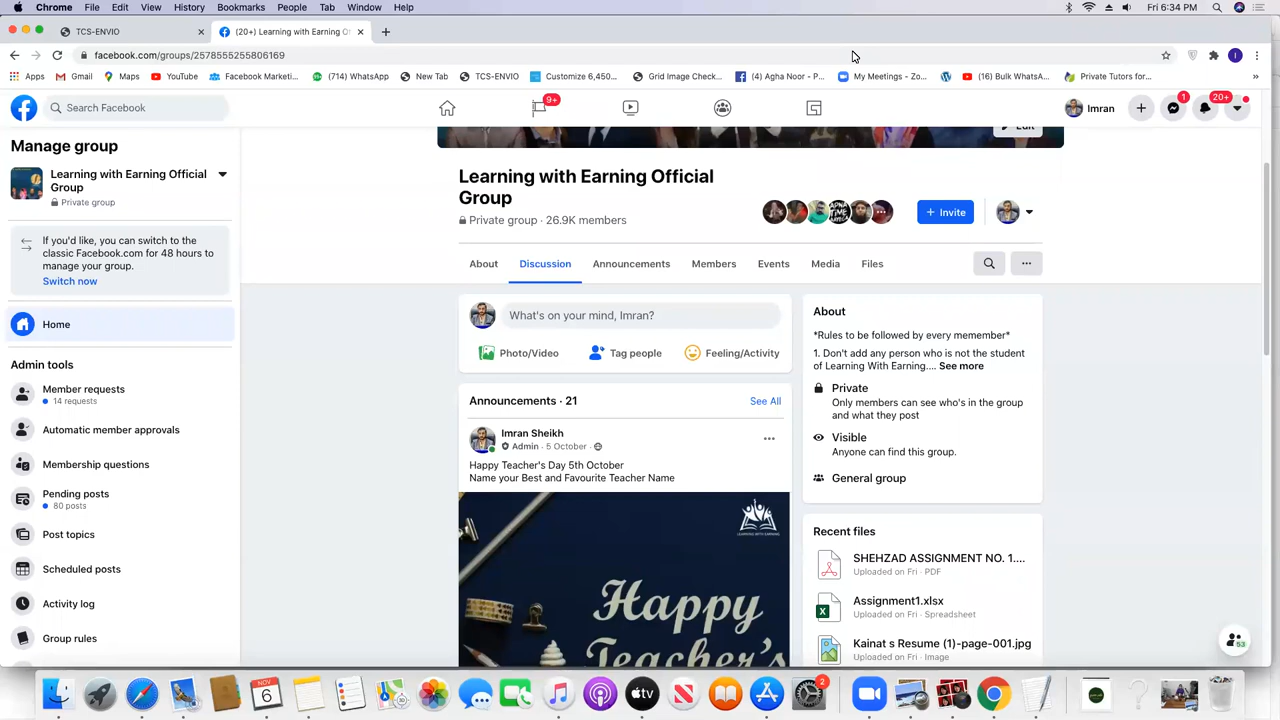 Chrome File Edit View History Bookmarks People Tab Window Help Fri 6:34 PM
TCS-ENVIO (20+) Learning with Earning O
facebook.com/groups/2578555255806169
Apps Gmail Maps YouTube Facebook Marketi... (714) WhatsApp New Tab TCS-ENVIO Customize 6,450... Grid Image Check... (4) Agha Noor - P... My Meetings - Zo... (16) Bulk WhatsA... Private Tutors for... »
Search Facebook 9+ Imran 1 20+
Manage group
Learning with Earning Official
Group
Private group
If you'd like, you can switch to the
classic Facebook.com for 48 hours to
manage your group.
Switch now
Home
Admin tools
Member requests
14 requests
Automatic member approvals
Membership questions
Pending posts
80 posts
Post topics
Scheduled posts
Activity log
Group rules
Edit
Learning with Earning Official
Group
Private group · 26.9K members
+ Invite
About Discussion Announcements Members Events Media Files
What's on your mind, Imran?
Photo/Video Tag people Feeling/Activity
Announcements · 21 See All
Imran Sheikh
Admin · 5 October ·
Happy Teacher's Day 5th October
Name your Best and Favourite Teacher Name
LEARNING WITH EARNING
Happy
Teacher's
About
*Rules to be followed by every memember*
1. Don't add any person who is not the student
of Learning With Earning.... See more
Private
Only members can see who's in the group
and what they post
Visible
Anyone can find this group.
General group
Recent files
SHEHZAD ASSIGNMENT NO. 1....
Uploaded on Fri · PDF
Assignment1.xlsx
Uploaded on Fri · Spreadsheet
Kainat s Resume (1)-page-001.jpg
Uploaded on Fri · Image
53
NOV
6
tv
2